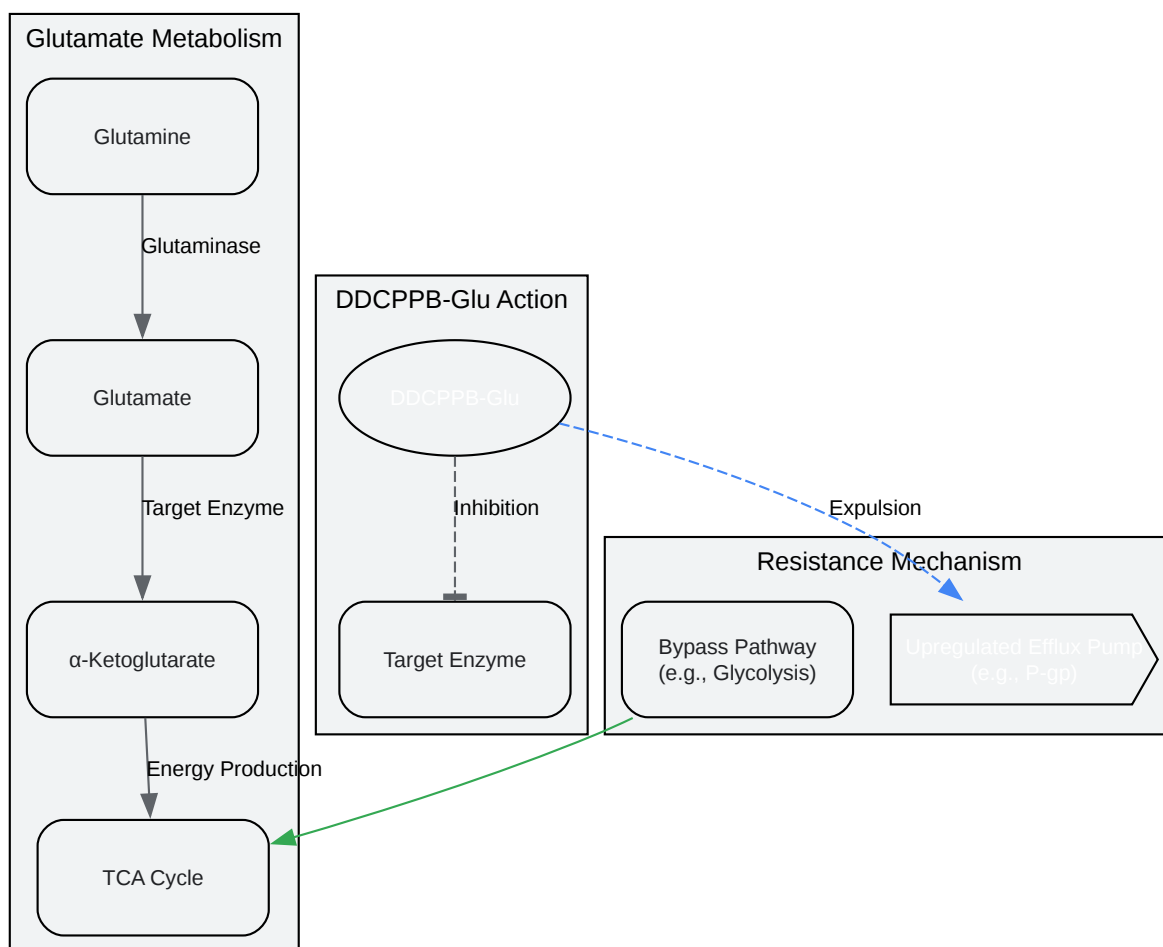 Glutamate Metabolism
Glutamine
Glutaminase
Glutamate
Target Enzyme
α-Ketoglutarate
Energy Production
TCA Cycle
DDCPPB-Glu Action
DDCPPB-Glu
Inhibition
Target Enzyme
Expulsion
Resistance Mechanism
Bypass Pathway
(e.g., Glycolysis)
Upregulated Efflux Pump
(e.g., P-gp)